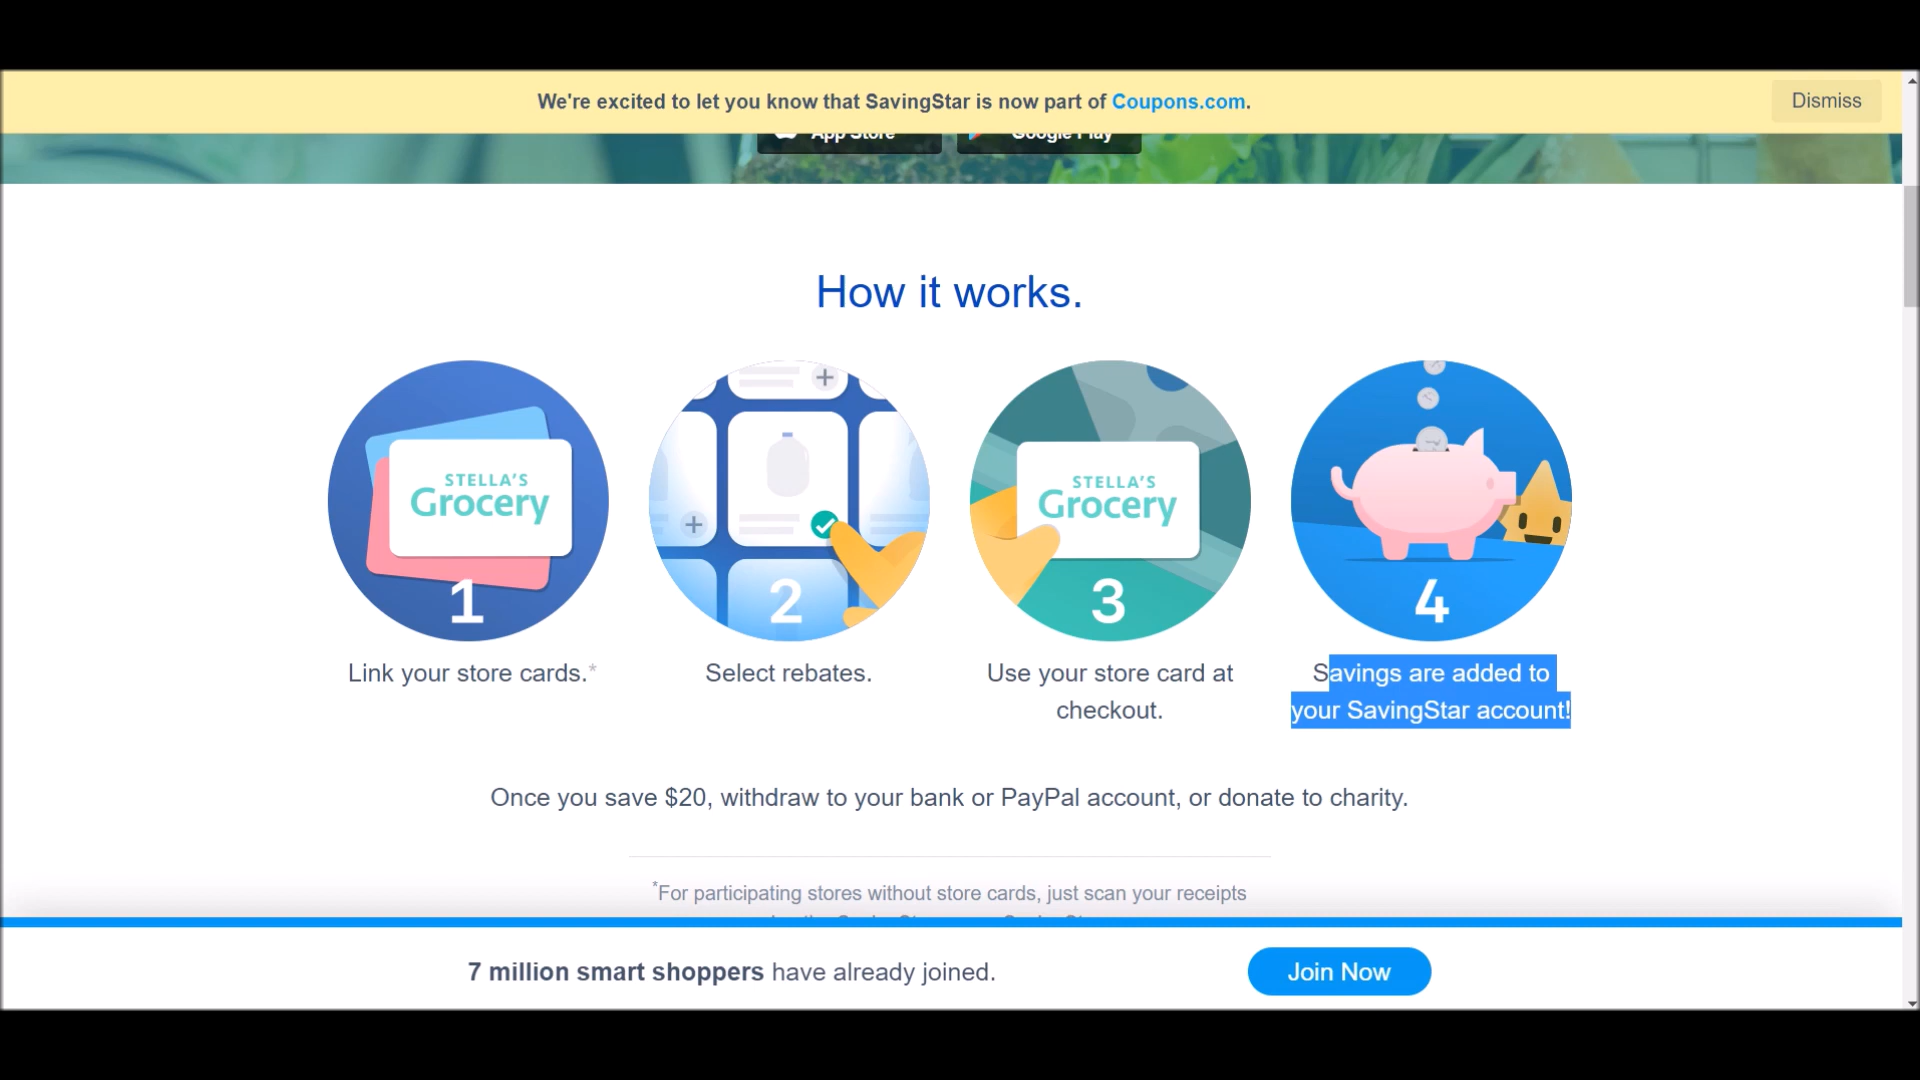 We're excited to let you know that SavingStar is now part of Coupons.com.
Dismiss
App Store
Google Play
How it works.
STELLA'S
Grocery
1
2
STELLA'S
Grocery
3
4
Link your store cards.*
Select rebates.
Use your store card at
checkout.
Savings are added to
your SavingStar account!
Once you save $20, withdraw to your bank or PayPal account, or donate to charity.
*For participating stores without store cards, just scan your receipts
7 million smart shoppers have already joined.
Join Now